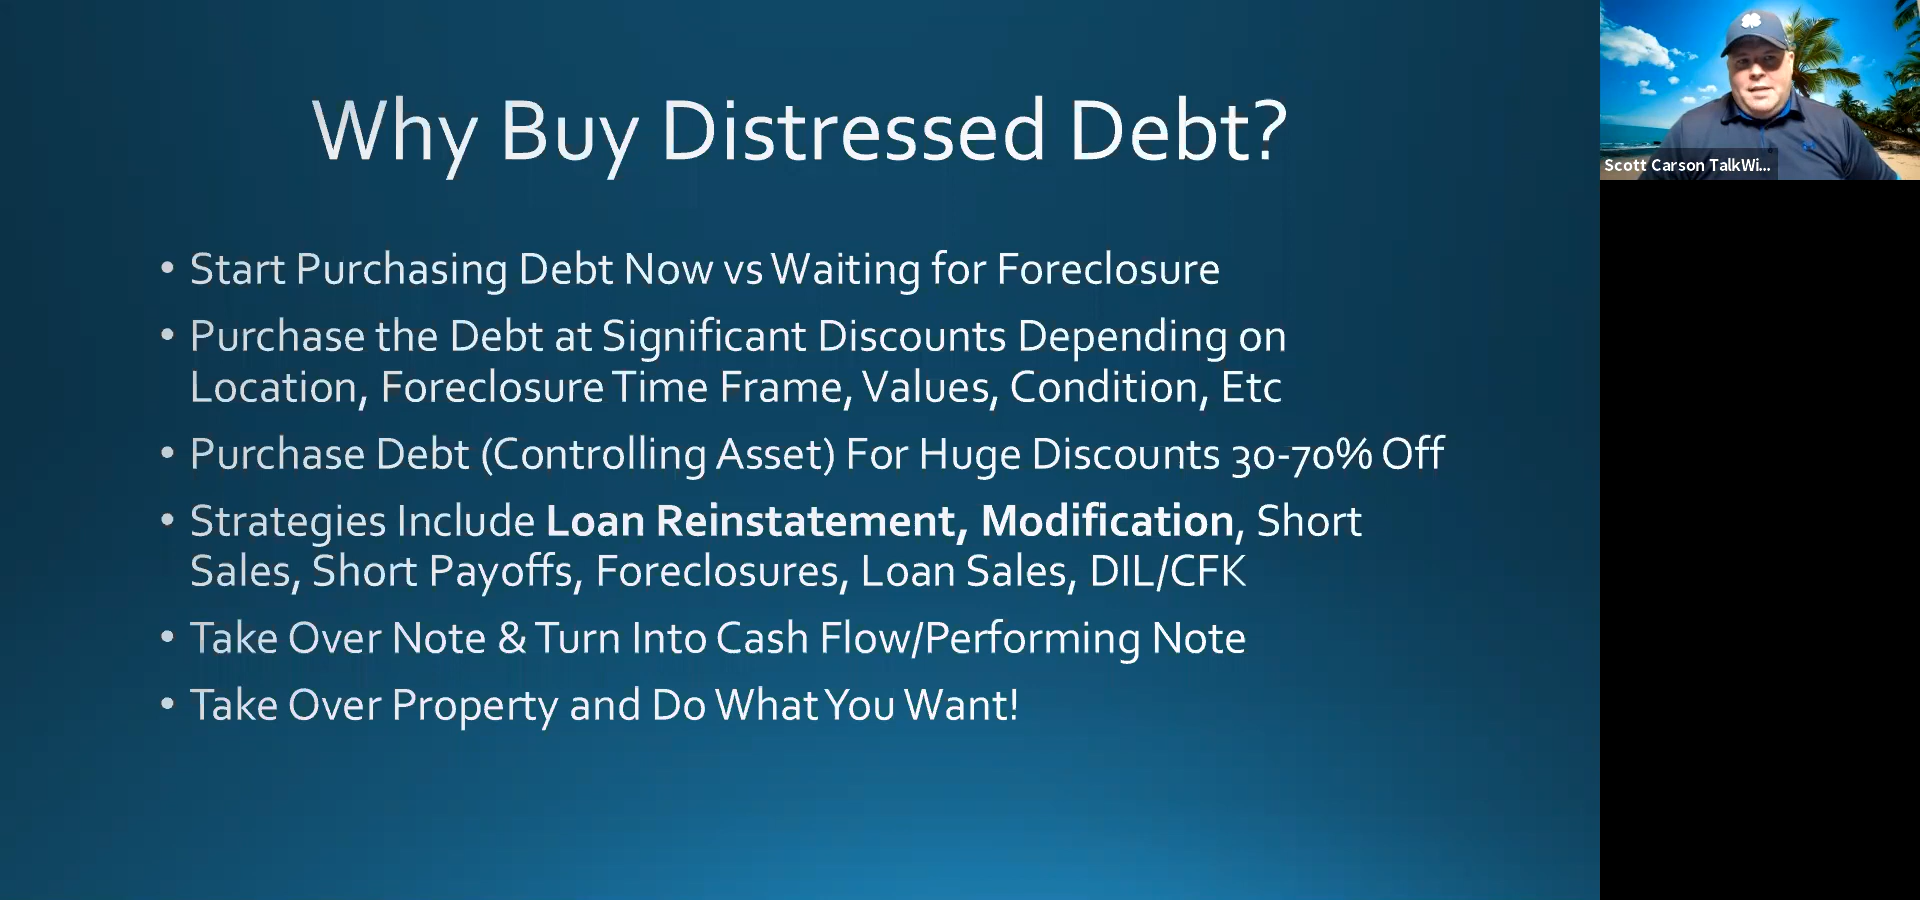 Why Buy Distressed Debt?
• Start Purchasing Debt Now vs Waiting for Foreclosure
• Purchase the Debt at Significant Discounts Depending on
Location, Foreclosure Time Frame, Values, Condition, Etc
• Purchase Debt (Controlling Asset) For Huge Discounts 30-70% Off
• Strategies Include Loan Reinstatement, Modification, Short
Sales, Short Payoffs, Foreclosures, Loan Sales, DIL/CFK
• Take Over Note & Turn Into Cash Flow/Performing Note
• Take Over Property and Do What You Want!
Scott Carson TalkWi...